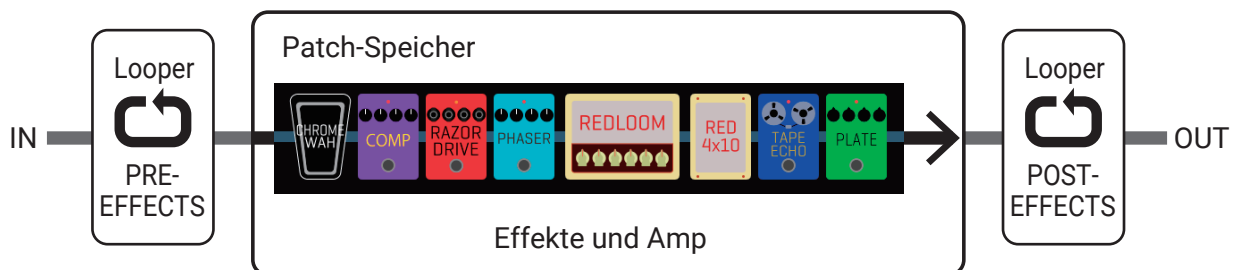 Patch-Speicher
IN
Looper
PRE-
EFFECTS
CHROME
WAH
COMP
RAZOR
DRIVE
PHASER
REDLOOM
RED
4x10
TAPE
ECHO
PLATE
Effekte und Amp
Looper
POST-
EFFECTS
OUT